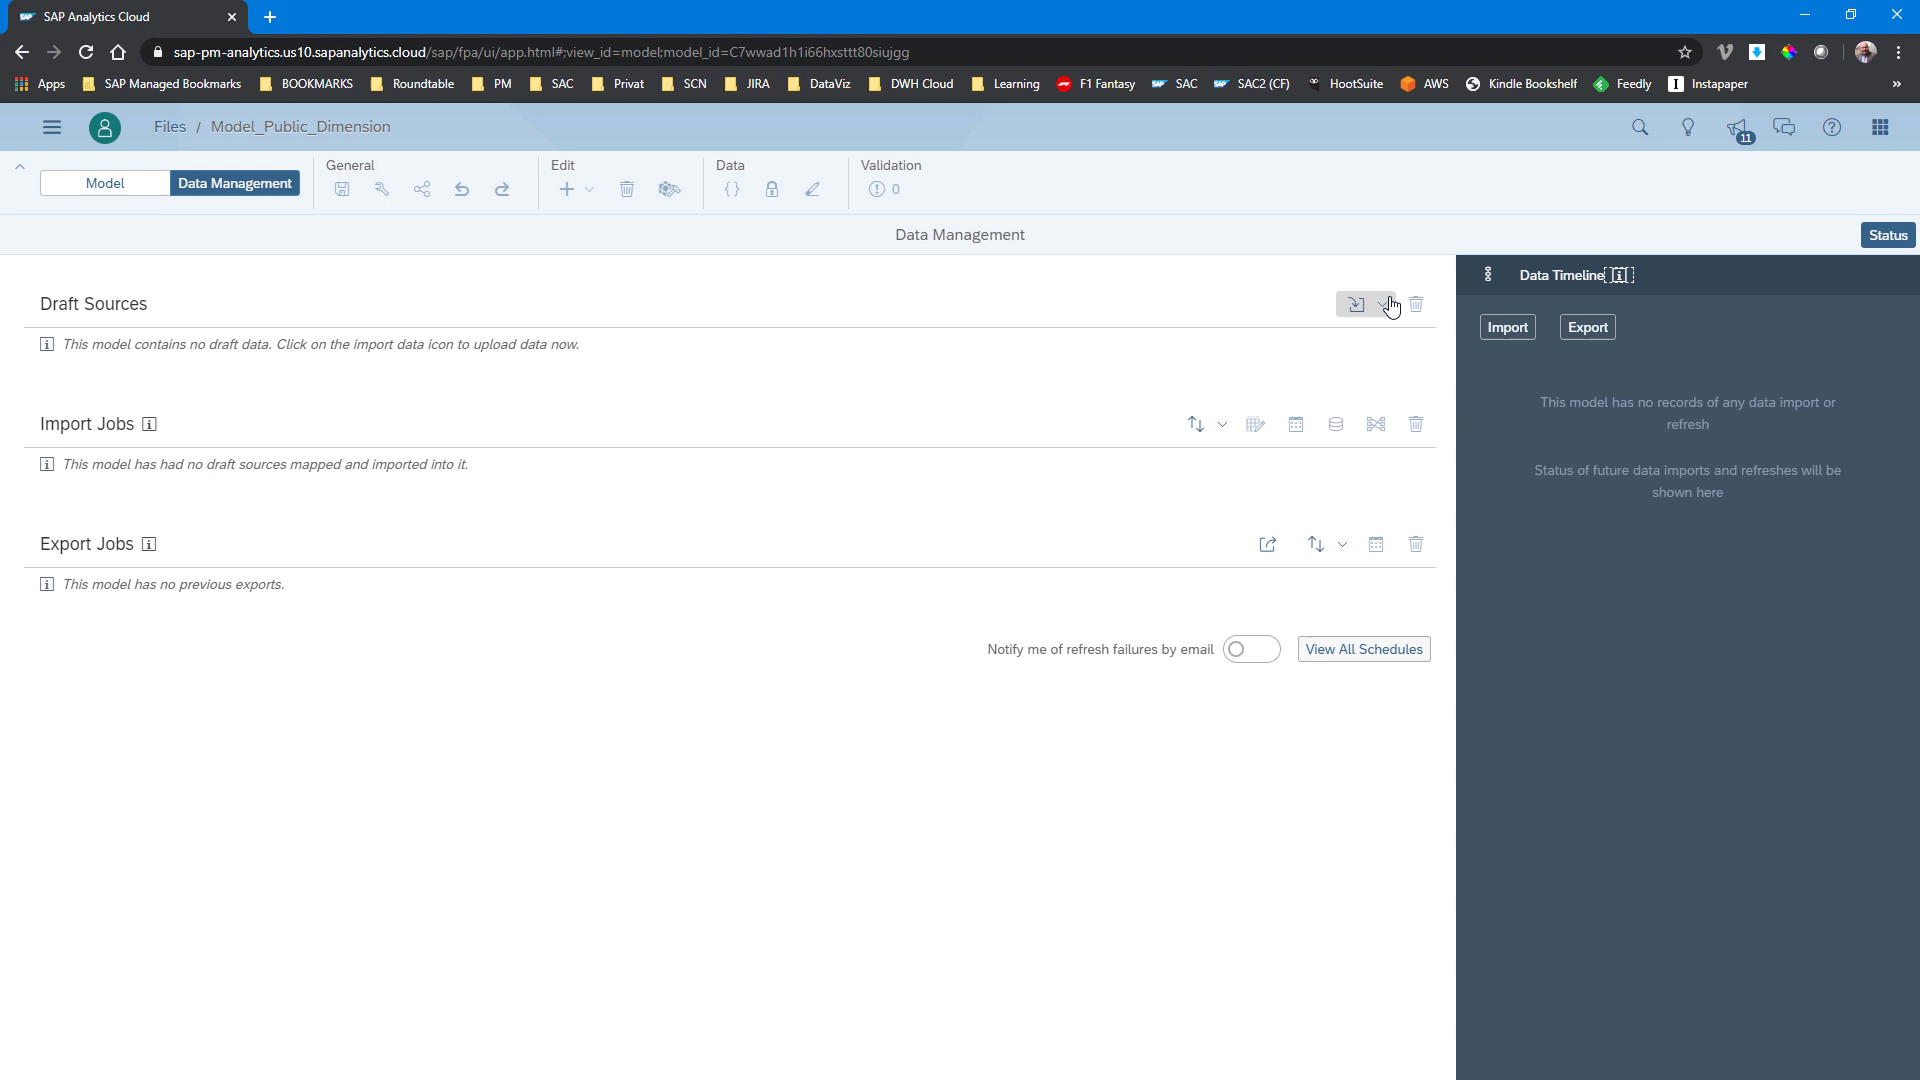 SAP Analytics Cloud
sap-pm-analytics.us10.sapanalytics.cloud/sap/fpa/ui/app.html#;view_id=model;model_id=C7wwad1h1i66hxsttt80siujgg
Apps SAP Managed Bookmarks BOOKMARKS Roundtable PM SAC Privat SCN JIRA DataViz DWH Cloud Learning F1 Fantasy SAC SAC2 (CF) HootSuite AWS Kindle Bookshelf Feedly Instapaper »
Files / Model_Public_Dimension
11
General Edit Data Validation
Model Data Management
0
Data Management
Status
Data Timeline
Draft Sources
Import Export
This model contains no draft data. Click on the import data icon to upload data now.
This model has no records of any data import or
refresh
Import Jobs
This model has had no draft sources mapped and imported into it.
Status of future data imports and refreshes will be
shown here
Export Jobs
This model has no previous exports.
Notify me of refresh failures by email View All Schedules